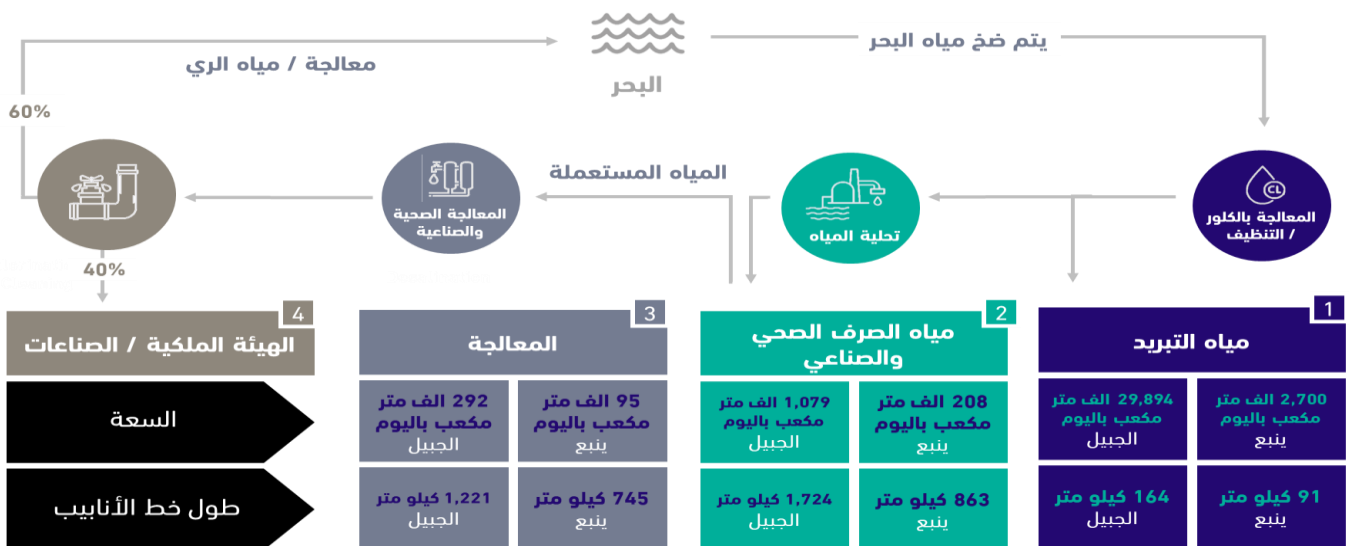 يتم ضخ مياه البحر
البحر
معالجة / مياه الري
60%
المعالجة بالكلور
/ التنظيف
CL
تحلية المياه
المياه المستعملة
المعالجة الصحية
والصناعية
40%
1
مياه التبريد
2,700 الف متر
مكعب باليوم
ينبع
29,894 الف متر
مكعب باليوم
الجبيل
91 كيلو متر
ينبع
164 كيلو متر
الجبيل
2
مياه الصرف الصحي
والصناعي
208 الف متر
مكعب باليوم
ينبع
1,079 الف متر
مكعب باليوم
الجبيل
863 كيلو متر
ينبع
1,724 كيلو متر
الجبيل
3
المعالجة
95 الف متر
مكعب باليوم
ينبع
292 الف متر
مكعب باليوم
الجبيل
745 كيلو متر
ينبع
1,221 كيلو متر
الجبيل
4
الهيئة الملكية / الصناعات
السعة
طول خط الأنابيب